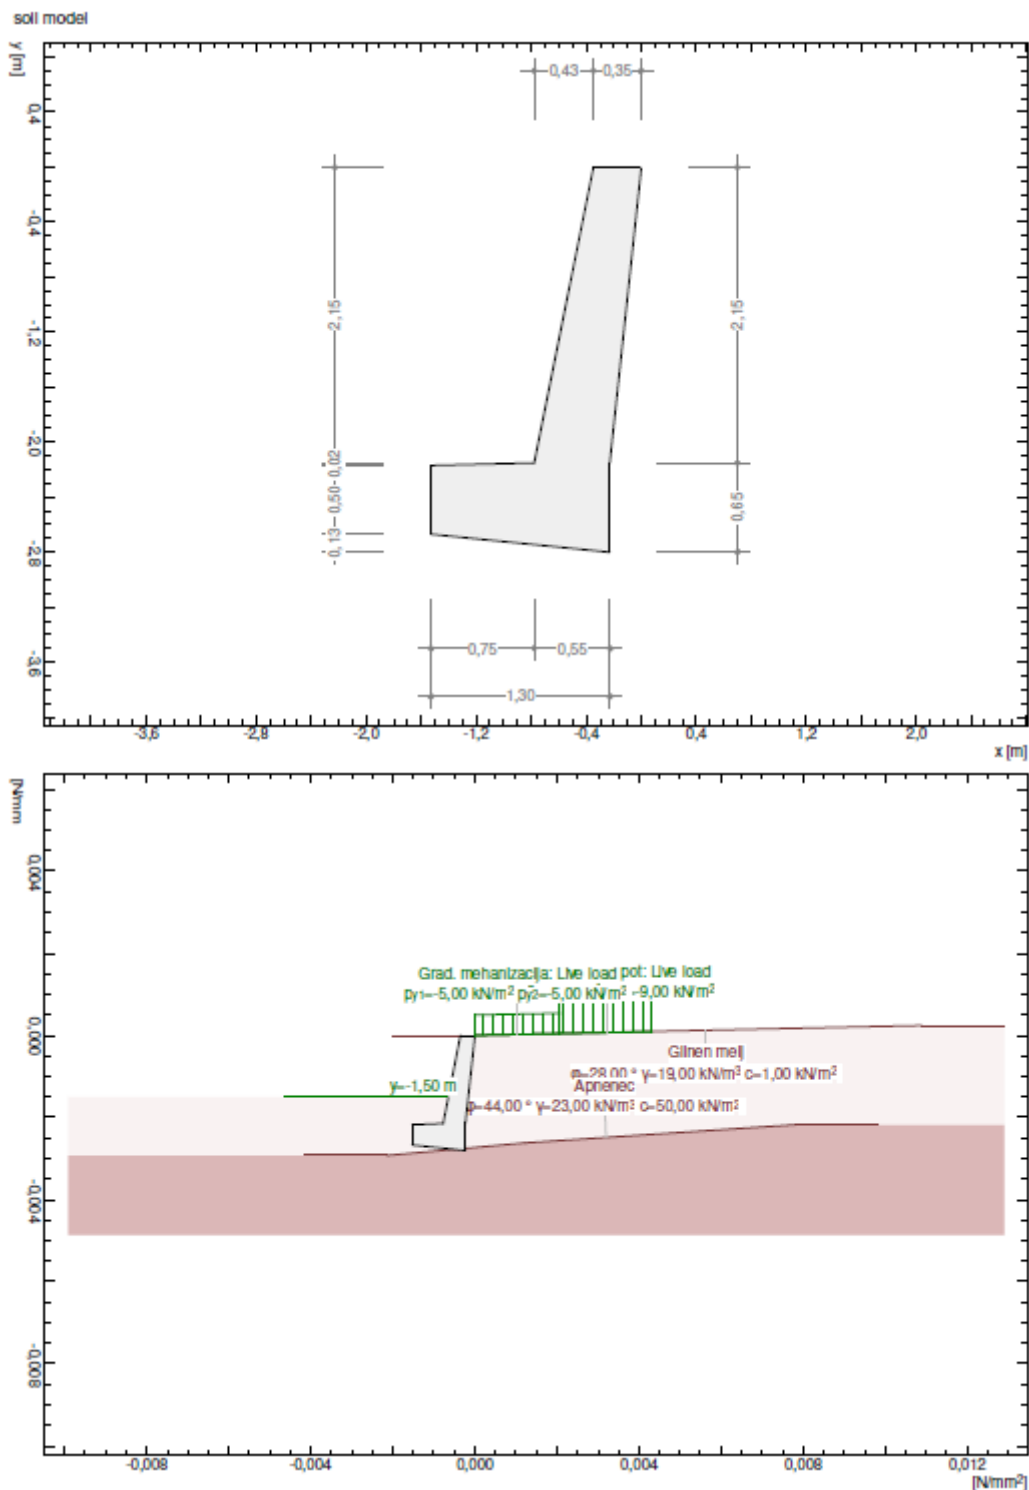 soil model
y [m]
0,4
-0,4
-1,2
-2,0
-2,8
-3,6
0,43 0,35
2,15
0,02
0,50
0,13
2,15
0,65
0,75 0,55
1,30
-3,6 -2,8 -2,0 -1,2 -0,4 0,4 1,2 2,0
x [m]
[N/mm
0,004
0,000
-0,004
-0,008
Grad. mehanizacija: Live load pot: Live load
py1=-5,00 kN/m² py2=-5,00 kN/m² -9,00 kN/m²
Glinen melj
φ=28,00 ° γ=19,00 kN/m³ c=1,00 kN/m²
y=-1,50 m
Apnenec
φ=44,00 ° γ=23,00 kN/m³ c=50,00 kN/m²
-0,008 -0,004 0,000 0,004 0,008 0,012
[N/mm²]